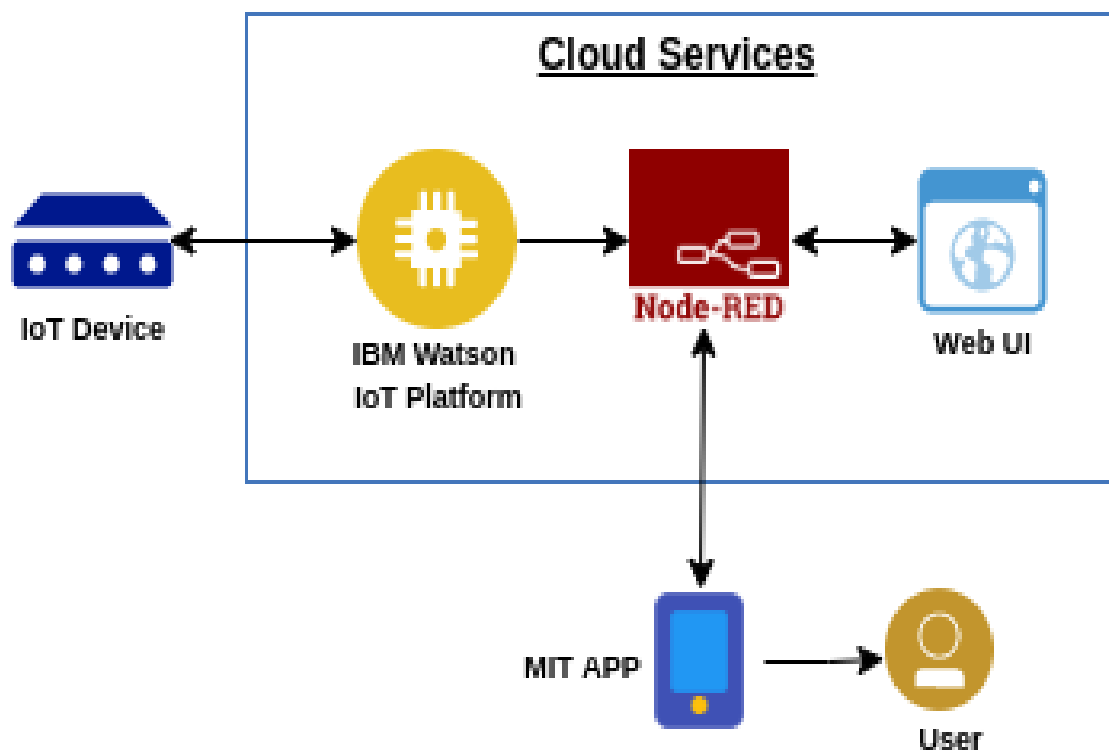 Cloud Services
IoT Device
IBM Watson
IoT Platform
Node-RED
Web UI
MIT APP
User